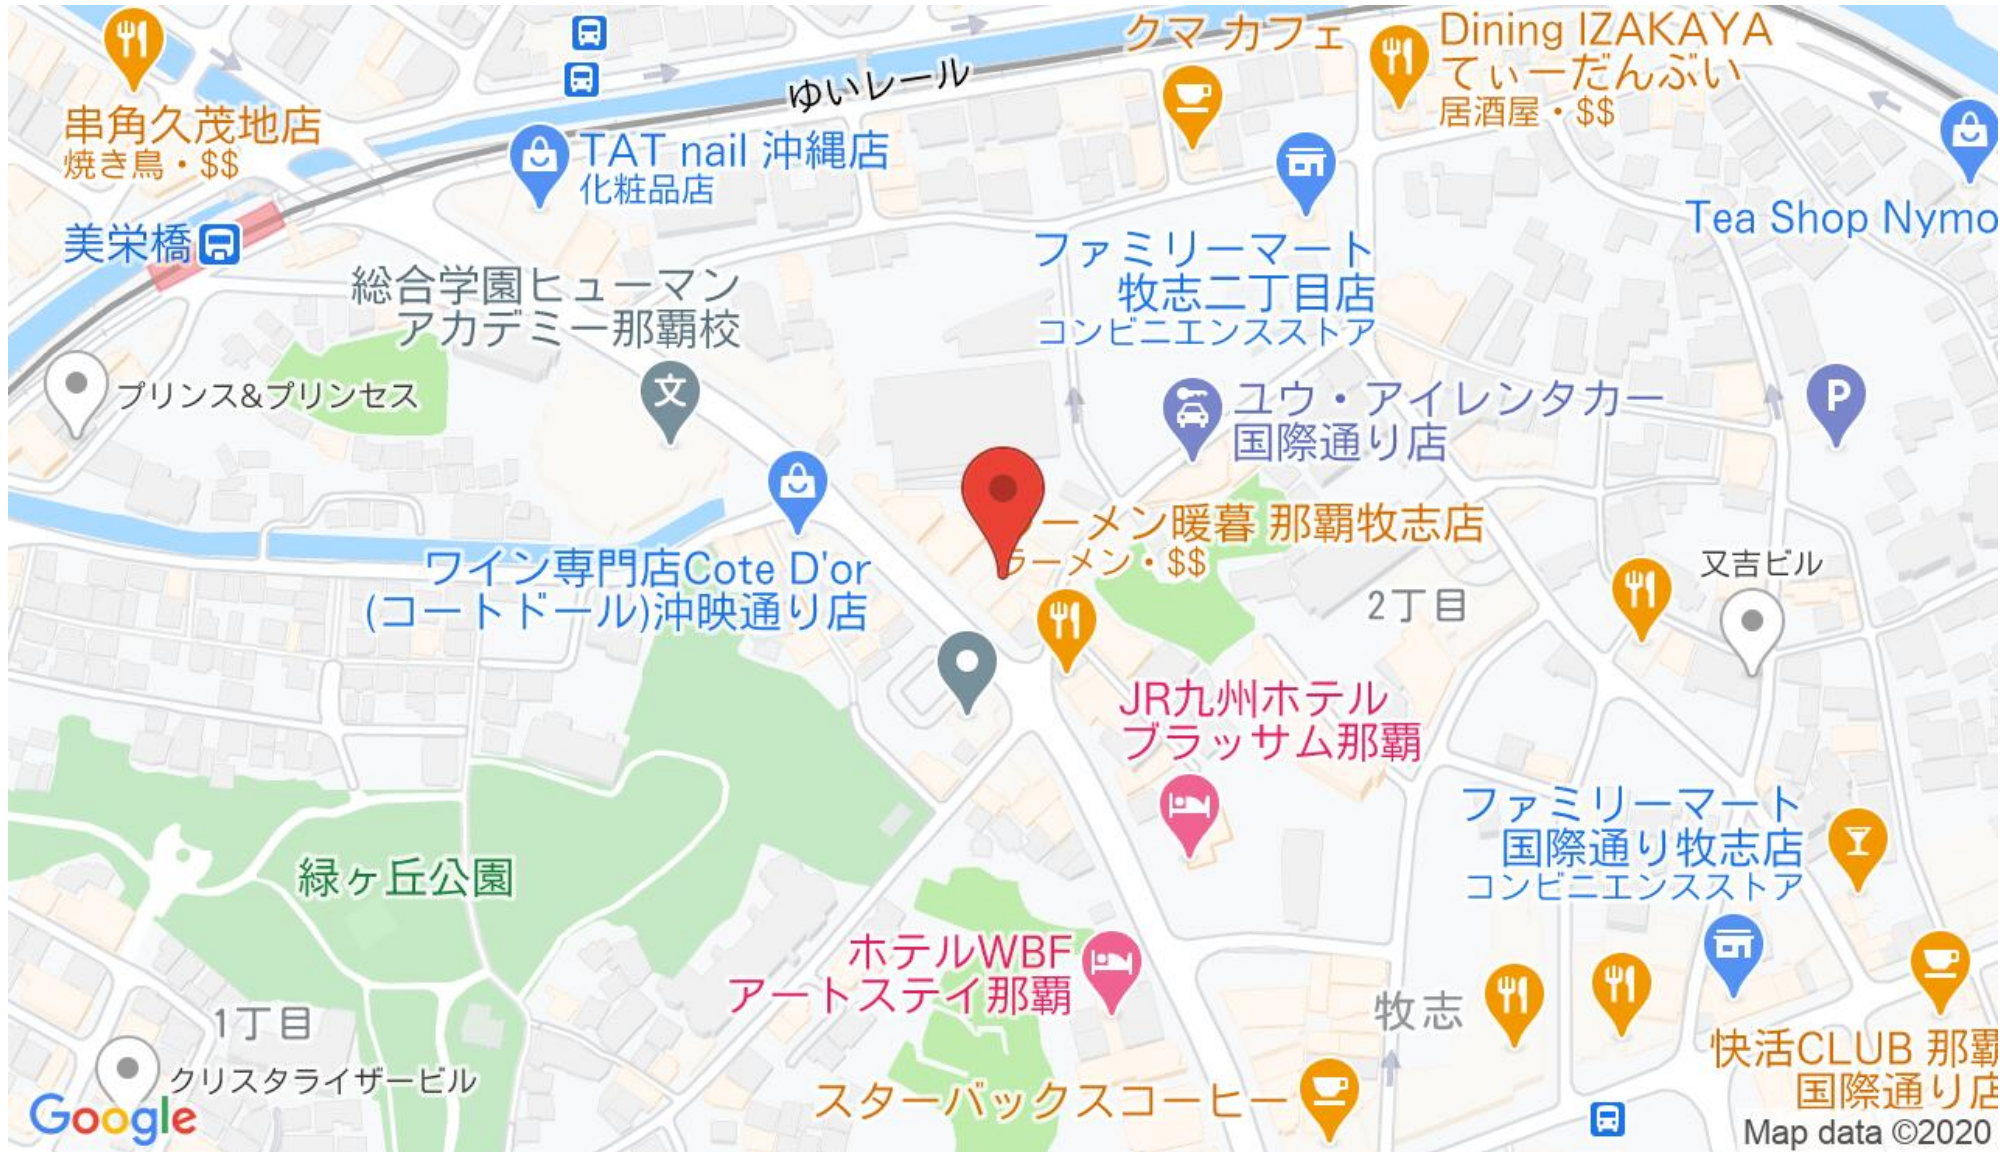 クマ カフェ
Dining IZAKAYA
てぃーだんぶい
居酒屋・$$
ゆいレール
串角久茂地店
焼き鳥・$$
TAT nail 沖縄店
化粧品店
Tea Shop Nymo
美栄橋
ファミリーマート
牧志二丁目店
コンビニエンスストア
総合学園ヒューマン
アカデミー那覇校
文
プリンス&プリンセス
ユウ・アイレンタカー
国際通り店
P
ーメン暖暮 那覇牧志店
ラーメン・$$
ワイン専門店Cote D'or
(コートドール)沖映通り店
2丁目
又吉ビル
JR九州ホテル
ブラッサム那覇
ファミリーマート
国際通り牧志店
コンビニエンスストア
緑ヶ丘公園
ホテルWBF
アートステイ那覇
牧志
1丁目
クリスタライザービル
スターバックスコーヒー
快活CLUB 那覇
国際通り店
Google
Map data ©2020